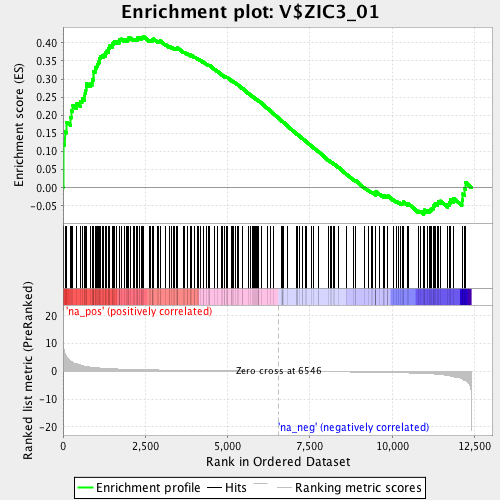 Enrichment plot: V$ZIC3_01
Enrichment score (ES)
0.40
0.35
0.30
0.25
0.20
0.15
0.10
0.05
0.00
-0.05
'na_pos' (positively correlated)
Ranked list metric (PreRanked)
20
10
0
-10
-20
Zero cross at 6546
'na_neg' (negatively correlated)
0
2,500
5,000
7,500
10,000
12,500
Rank in Ordered Dataset
Enrichment profile
Hits
Ranking metric scores